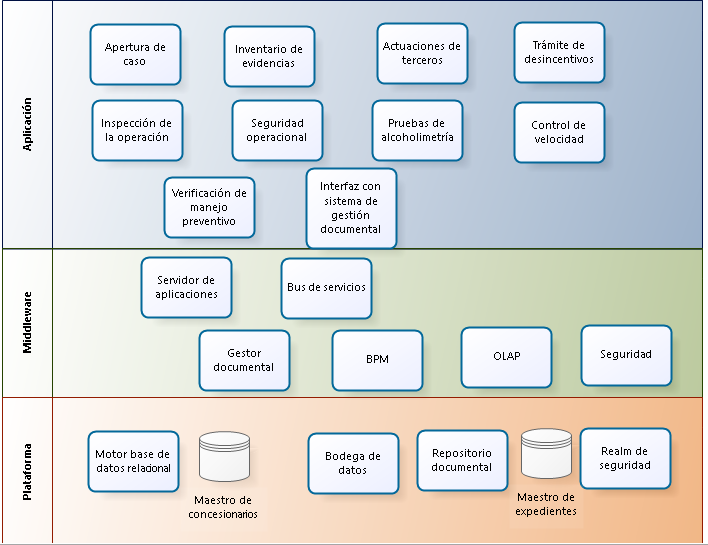 Aplicación
Apertura de
caso
Inventario de
evidencias
Actuaciones de
terceros
Trámite de
desincentivos
Inspección de
la operación
Seguridad
operacional
Pruebas de
alcoholimetría
Control de
velocidad
Verificación de
manejo
preventivo
Interfaz con
sistema de
gestión
documental
Middleware
Servidor de
aplicaciones
Bus de servicios
Gestor
documental
BPM
OLAP
Seguridad
Plataforma
Motor base de
datos relacional
Maestro de
concesionarios
Bodega de
datos
Repositorio
documental
Maestro de
expedientes
Realm de
seguridad